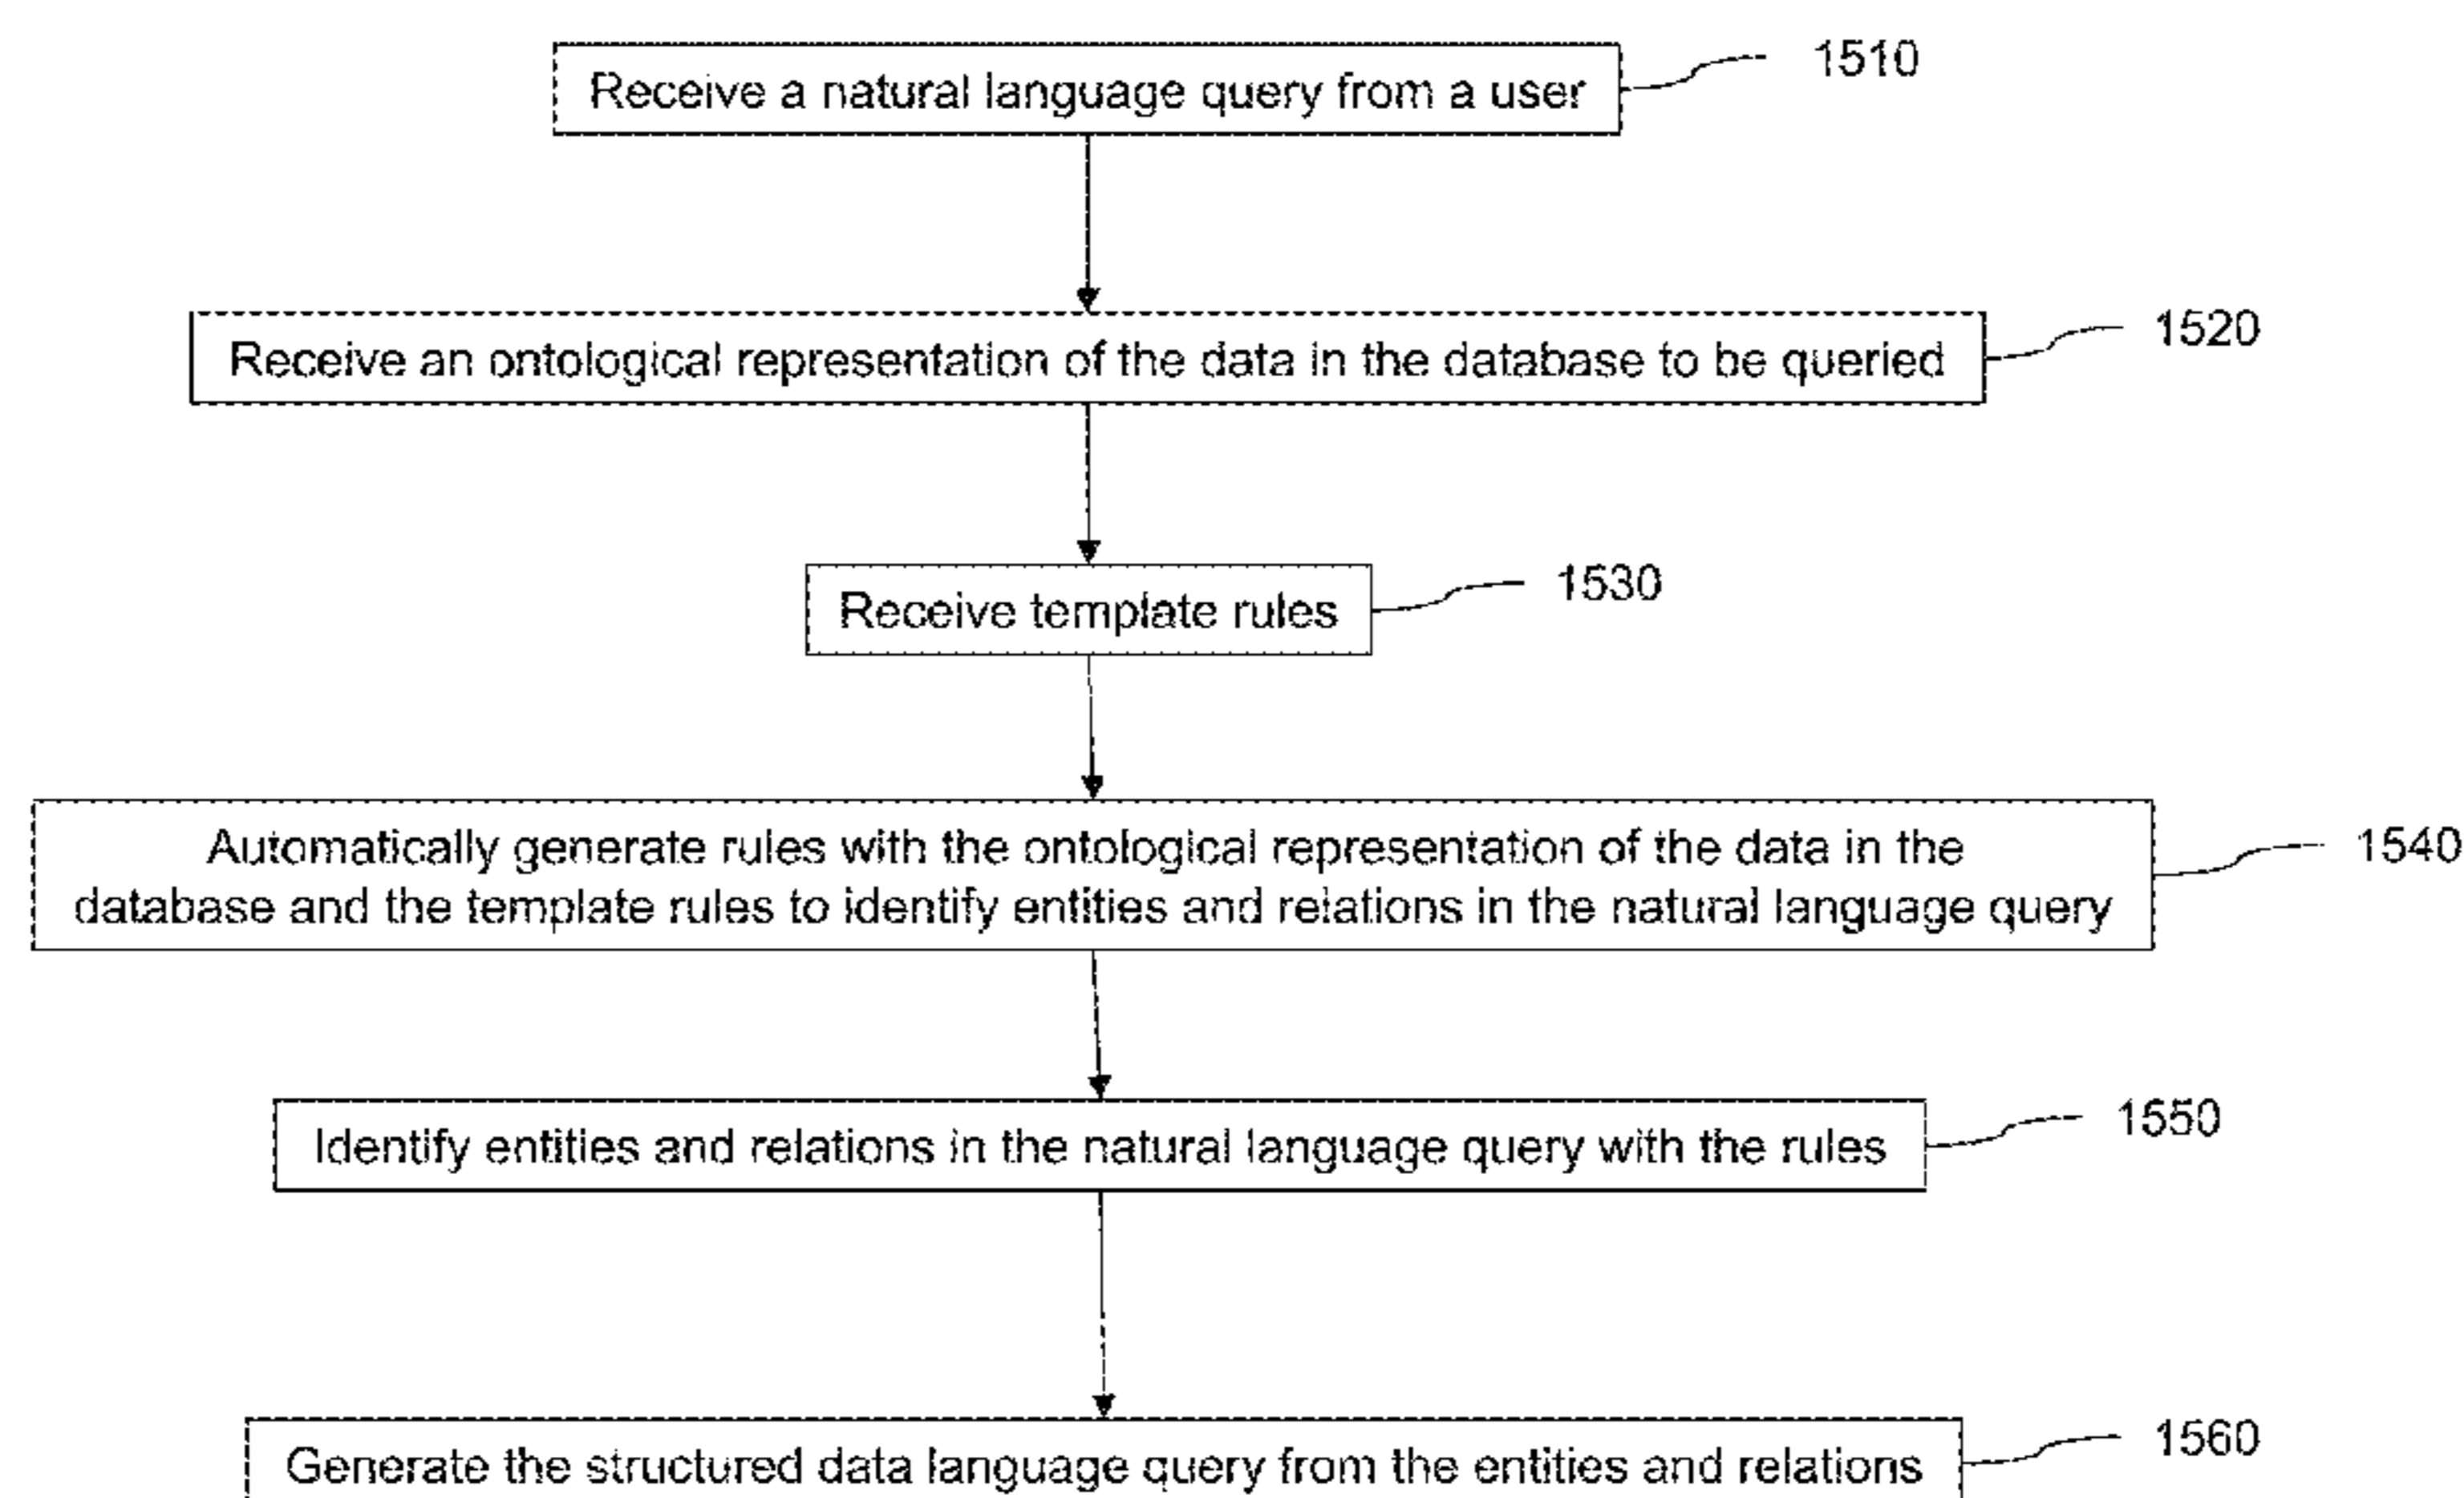 Receive a natural language query from a user
1510
Receive an ontological representation of the data in the database to be queried
1520
Receive template rules
1530
Automatically generate rules with the ontological representation of the data in the
database and the template rules to identify entities and relations in the natural language query
1540
Identify entities and relations in the natural language query with the rules
1550
Generate the structured data language query from the entities and relations
1560